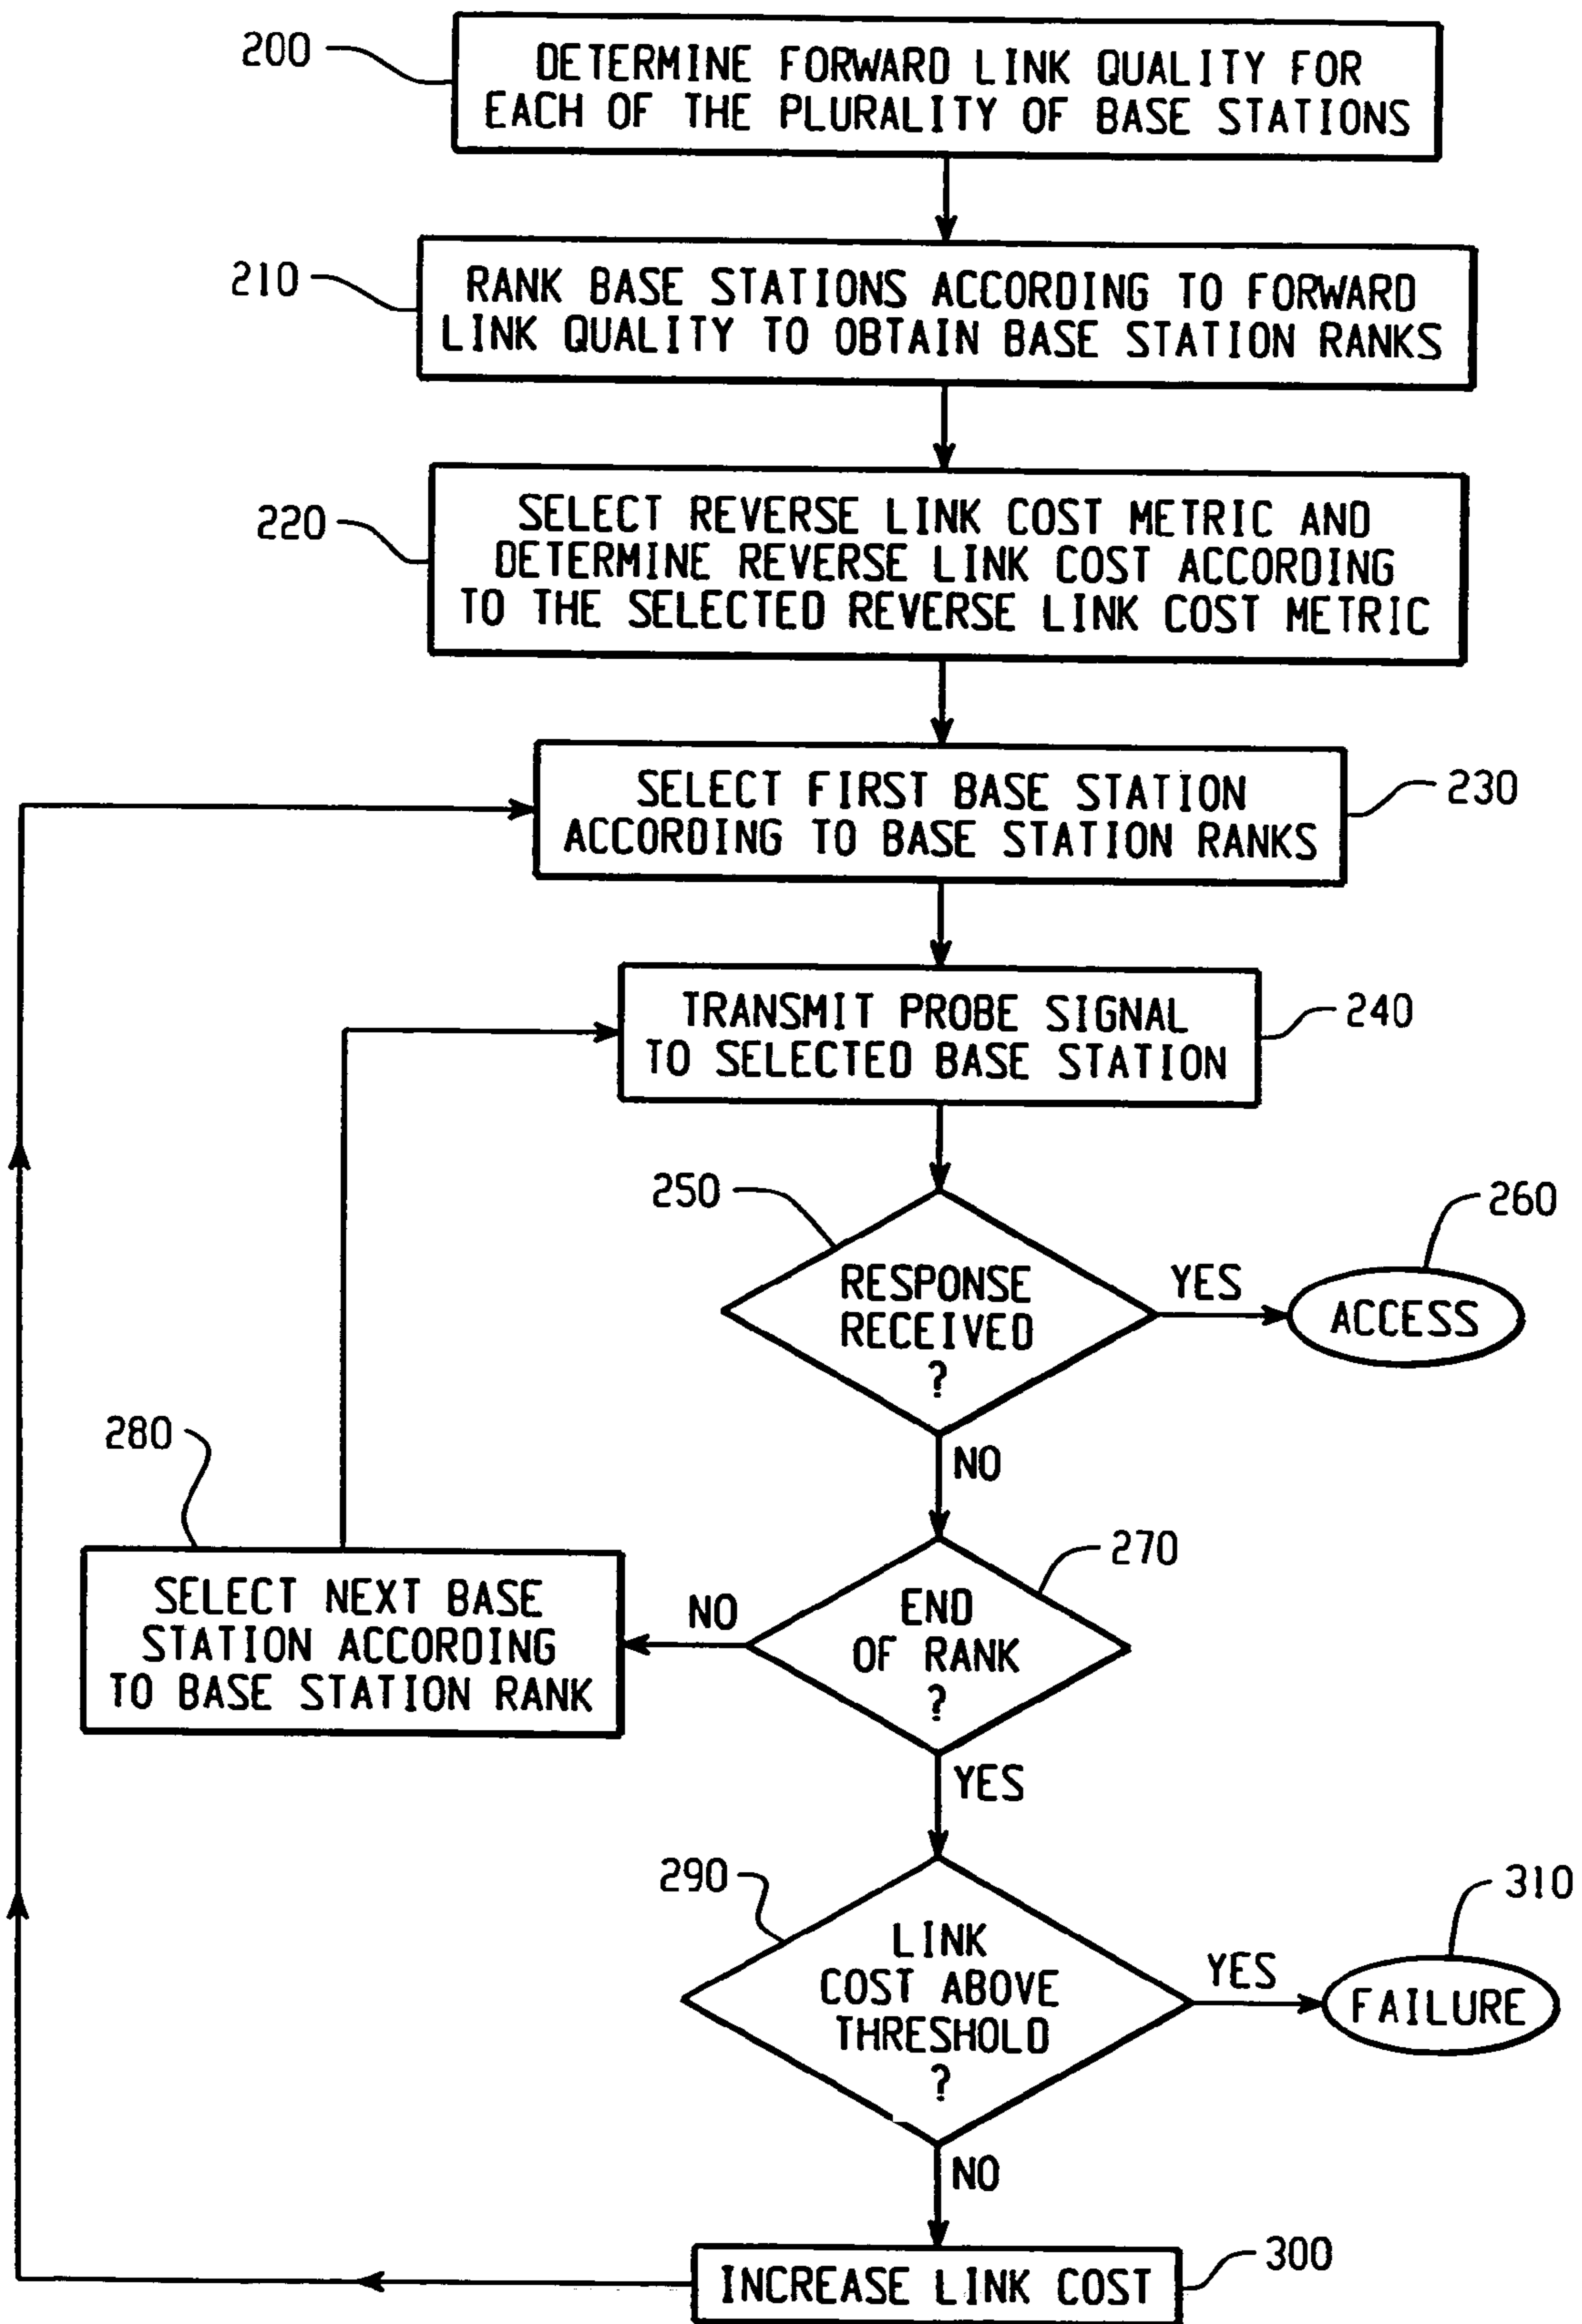 200
DETERMINE FORWARD LINK QUALITY FOR
EACH OF THE PLURALITY OF BASE STATIONS
210
RANK BASE STATIONS ACCORDING TO FORWARD
LINK QUALITY TO OBTAIN BASE STATION RANKS
220
SELECT REVERSE LINK COST METRIC AND
DETERMINE REVERSE LINK COST ACCORDING
TO THE SELECTED REVERSE LINK COST METRIC
SELECT FIRST BASE STATION
ACCORDING TO BASE STATION RANKS
230
TRANSMIT PROBE SIGNAL
TO SELECTED BASE STATION
240
250
RESPONSE
RECEIVED
?
YES
260
ACCESS
NO
270
END
OF RANK
?
NO
280
SELECT NEXT BASE
STATION ACCORDING
TO BASE STATION RANK
YES
290
LINK
COST ABOVE
THRESHOLD
?
YES
310
FAILURE
NO
INCREASE LINK COST
300